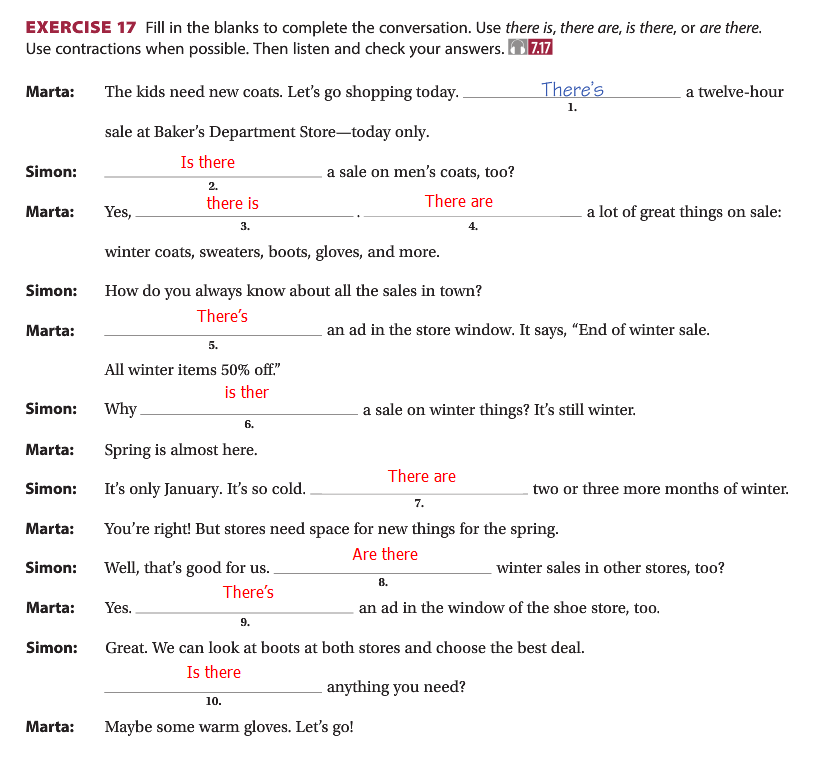 EXERCISE 17 Fill in the blanks to complete the conversation. Use there is, there are, is there, or are there.
Use contractions when possible. Then listen and check your answers. 7.17
Marta: The kids need new coats. Let's go shopping today. There's a twelve-hour
1.
sale at Baker's Department Store—today only.
Simon: Is there a sale on men's coats, too?
2.
Marta: Yes, there is . There are a lot of great things on sale:
3. 4.
winter coats, sweaters, boots, gloves, and more.
Simon: How do you always know about all the sales in town?
Marta: There's an ad in the store window. It says, "End of winter sale.
5.
All winter items 50% off."
Simon: Why is ther a sale on winter things? It's still winter.
6.
Marta: Spring is almost here.
Simon: It's only January. It's so cold. There are two or three more months of winter.
7.
Marta: You're right! But stores need space for new things for the spring.
Simon: Well, that's good for us. Are there winter sales in other stores, too?
8.
Marta: Yes. There's an ad in the window of the shoe store, too.
9.
Simon: Great. We can look at boots at both stores and choose the best deal.
Is there anything you need?
10.
Marta: Maybe some warm gloves. Let's go!